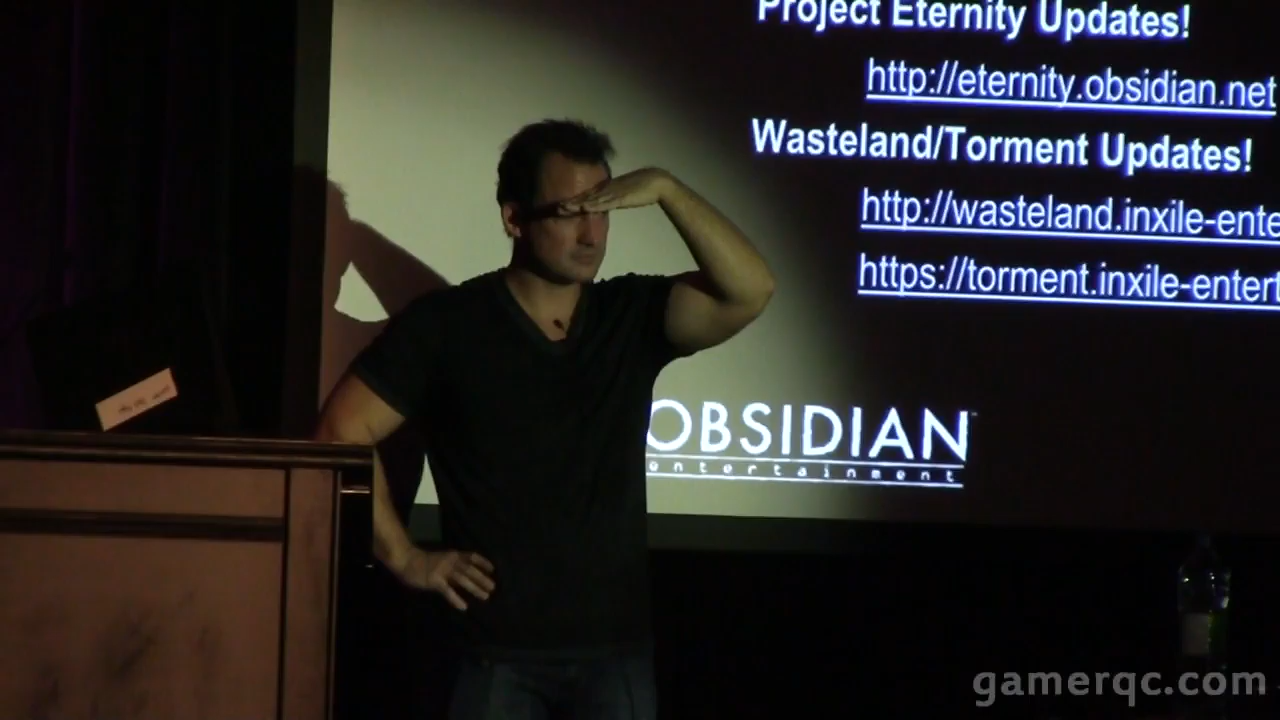 Project Eternity Updates!
http://eternity.obsidian.net
Wasteland/Torment Updates!
http://wasteland.inxile-ente
https://torment.inxile-entert
OBSIDIAN
entertainment
gamerqc.com